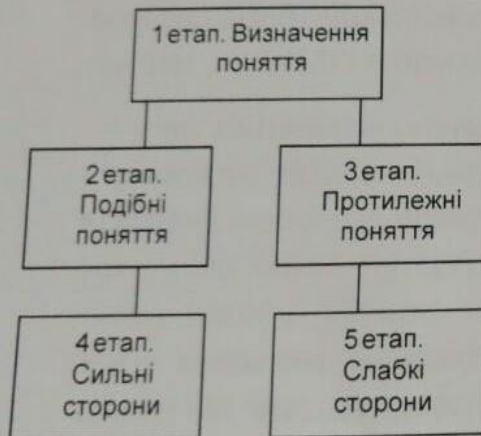 1 етап. Визначення
поняття
2 етап.
Подібні
поняття
3 етап.
Протилежні
поняття
4 етап.
Сильні
сторони
5 етап.
Слабкі
сторони